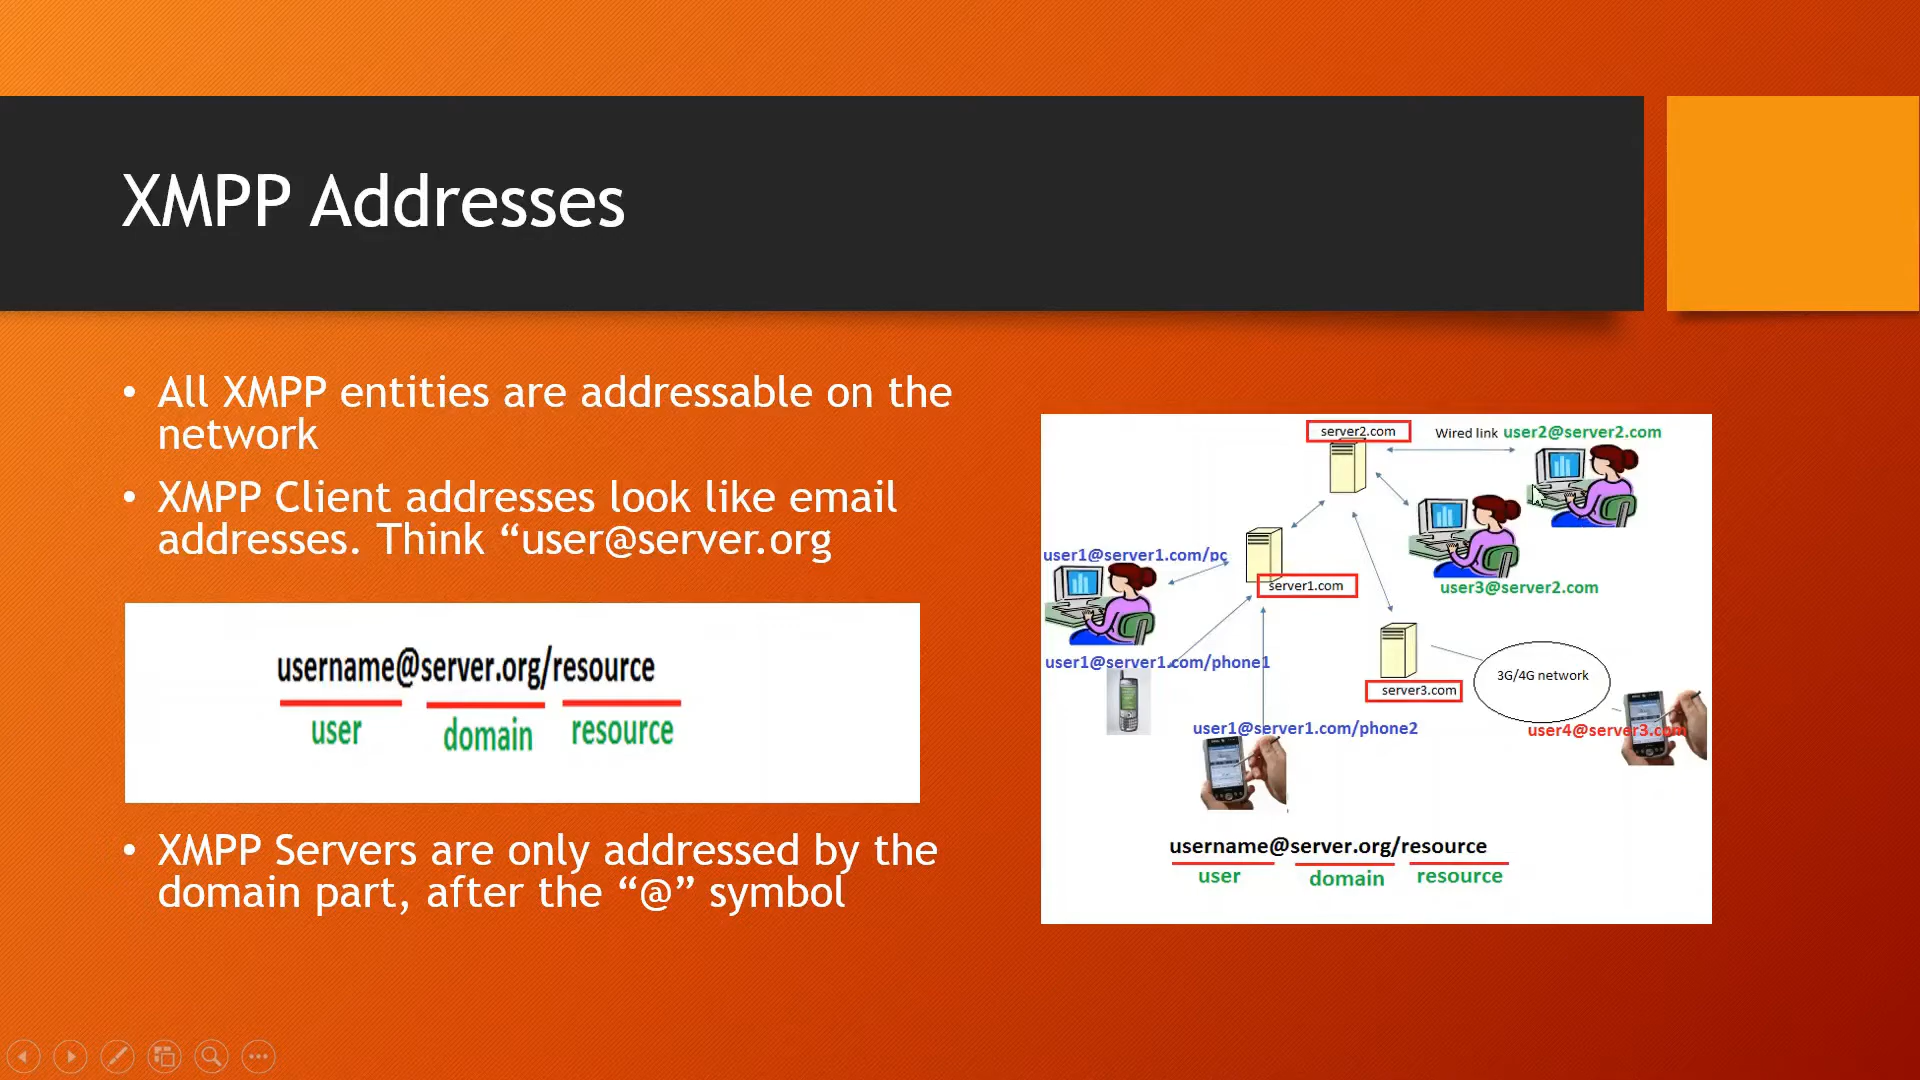 XMPP Addresses
• All XMPP entities are addressable on the
network
• XMPP Client addresses look like email
addresses. Think “user@server.org
username@server.org/resource
user domain resource
• XMPP Servers are only addressed by the
domain part, after the “@” symbol
server2.com
Wired link user2@server2.com
user1@server1.com/pc
server1.com
user3@server2.com
user1@server1.com/phone1
3G/4G network
server3.com
user1@server1.com/phone2
user4@server3.com
username@server.org/resource
user domain resource